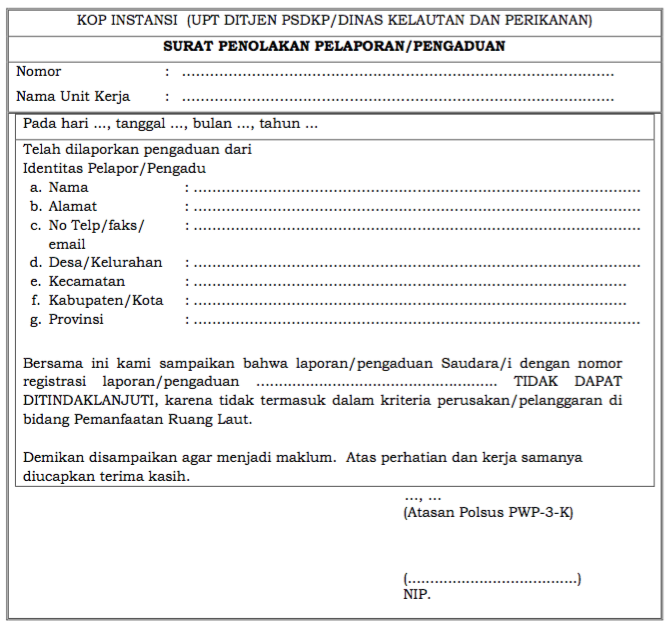 KOP INSTANSI (UPT DITJEN PSDKP/DINAS KELAUTAN DAN PERIKANAN)
SURAT PENOLAKAN PELAPORAN/PENGADUAN
Nomor : ............................................................................................
Nama Unit Kerja : ............................................................................................
Pada hari ..., tanggal ..., bulan ..., tahun ...
Telah dilaporkan pengaduan dari
Identitas Pelapor/Pengadu
a. Nama : ................................................................................................
b. Alamat : ................................................................................................
c. No Telp/faks/ : ................................................................................................
email
d. Desa/Kelurahan : ................................................................................................
e. Kecamatan : .............................................................................................
f. Kabupaten/Kota : .............................................................................................
g. Provinsi : ................................................................................................
Bersama ini kami sampaikan bahwa laporan/pengaduan Saudara/i dengan nomor
registrasi laporan/pengaduan .................................................... TIDAK DAPAT
DITINDAKLANJUTI, karena tidak termasuk dalam kriteria perusakan/pelanggaran di
bidang Pemanfaatan Ruang Laut.
Demikan disampaikan agar menjadi maklum. Atas perhatian dan kerja samanya
diucapkan terima kasih.
..., ...
(Atasan Polsus PWP-3-K)
(.....................................)
NIP.